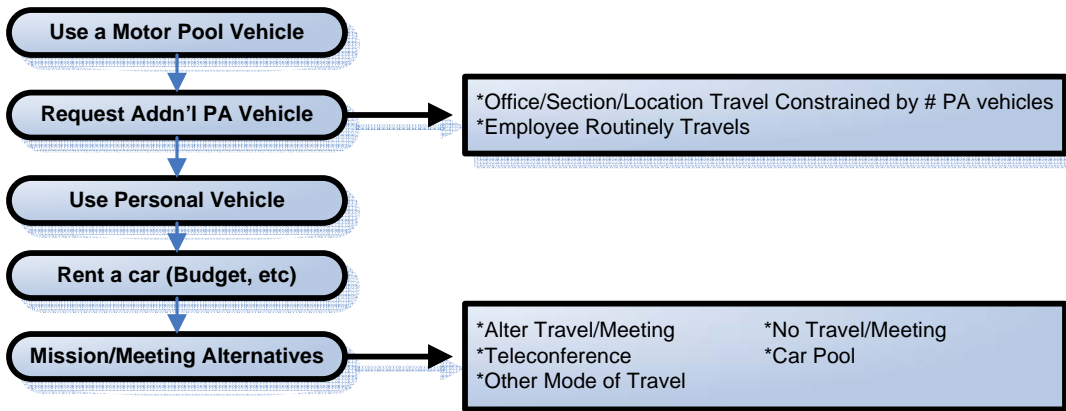 Use a Motor Pool Vehicle
Request Addn’l PA Vehicle
*Office/Section/Location Travel Constrained by # PA vehicles
*Employee Routinely Travels
Use Personal Vehicle
Rent a car (Budget, etc)
Mission/Meeting Alternatives
*Alter Travel/Meeting *No Travel/Meeting
*Teleconference *Car Pool
*Other Mode of Travel